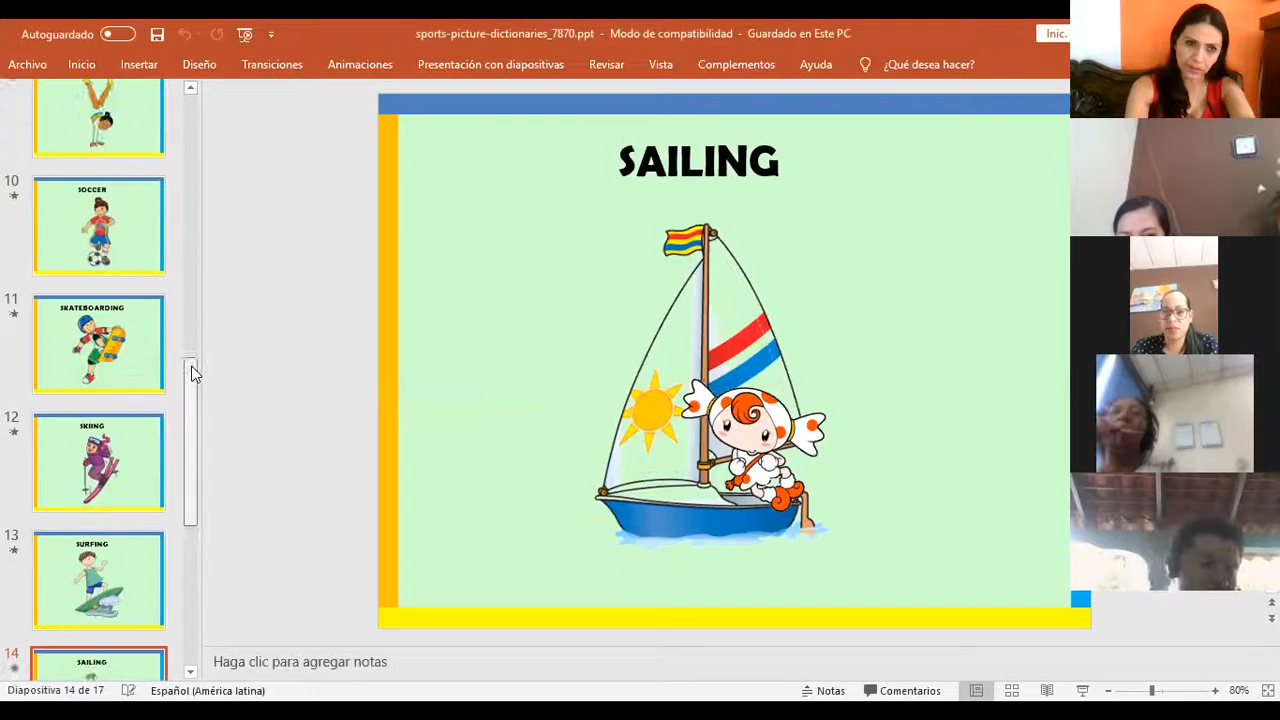 Autoguardado
sports-picture-dictionaries_7870.ppt - Modo de compatibilidad - Guardado en Este PC
Inic.
Archivo Inicio Insertar Diseño Transiciones Animaciones Presentación con diapositivas Revisar Vista Complementos Ayuda ¿Qué desea hacer?
SAILING
10
SOCCER
11
SKATEBOARDING
12
SKIING
13
SURFING
14
SAILING
Haga clic para agregar notas
Diapositiva 14 de 17 Español (América latina) Notas Comentarios 80%